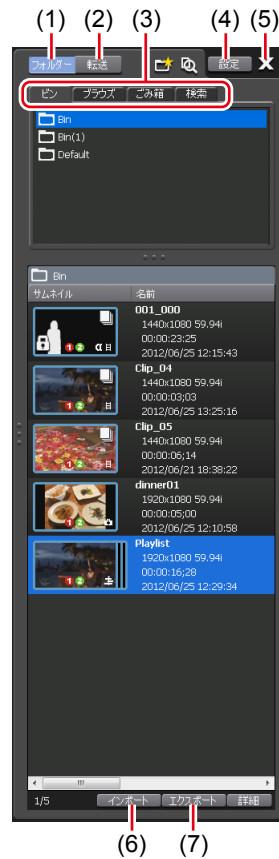 (3)
(1) (2) (4) (5)
フォルダー 転送 設定 X
ビン ブラウズ ごみ箱 検索
Bin
Bin(1)
Default
Bin
サムネイル 名前
001_000
1440x1080 59.94i
00:00:23;25
2012/06/25 12:15:43
Clip_04
1440x1080 59.94i
00:00:03;03
2012/06/25 13:25:16
Clip_05
1440x1080 59.94i
00:00:06;14
2012/06/21 18:38:22
dinner01
1920x1080 59.94i
00:00:05;00
2012/06/25 12:10:58
Playlist
1920x1080 59.94i
00:00:16;28
2012/06/25 12:29:34
1/5 インポート エクスポート 詳細
(6) (7)